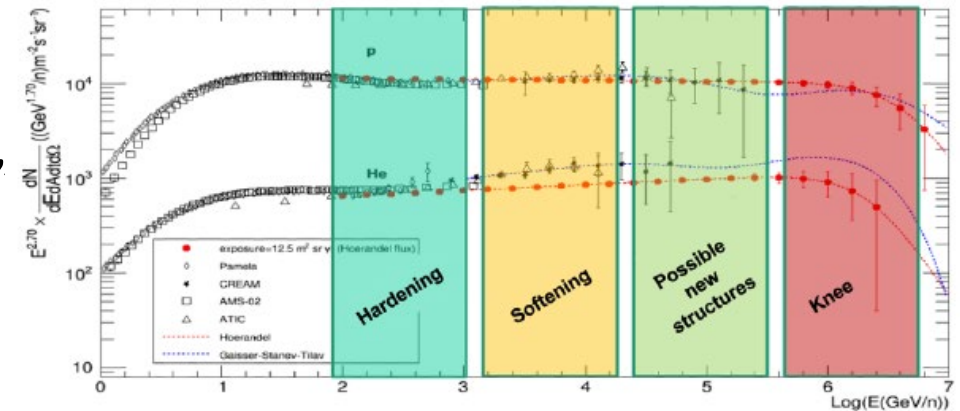 E^2.70 × dN/dEdAdtdΩ ((GeV^1.70/n)m^-2s^-1sr^-1)
10^4
10^3
10^2
10
P
He
exposure=12.5 m² sr y (Hoerandel flux)
Pamela
CREAM
AMS-02
ATIC
Hoerandel
Gaisser-Stanev-Tilav
Hardening
Softening
Possible
new
structures
Knee
0 1 2 3 4 5 6 7
Log(E(GeV/n))